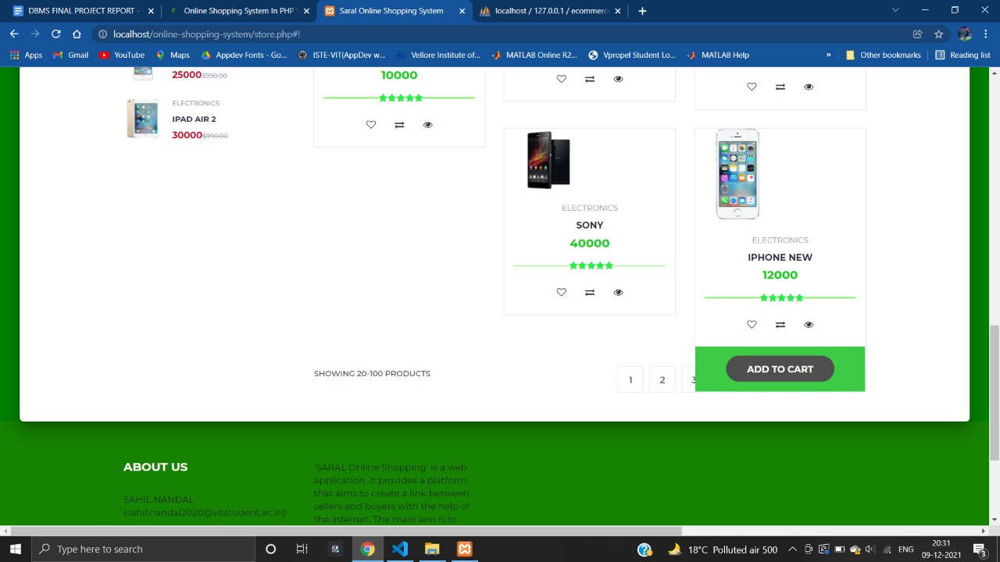 DBMS FINAL PROJECT REPORT -
Online Shopping System In PHP
Saral Online Shopping System
localhost / 127.0.0.1 / ecommerc
localhost/online-shopping-system/store.php#!
Apps
Gmail
YouTube
Maps
Appdev Fonts - Go...
ISTE-VIT(AppDev w...
Vellore Institute of...
MATLAB Online R2...
Vpropel Student Lo...
MATLAB Help
»
Other bookmarks
Reading list
25000 $990.00
ELECTRONICS
IPAD AIR 2
30000 $990.00
10000
ELECTRONICS
SONY
40000
ELECTRONICS
IPHONE NEW
12000
ADD TO CART
SHOWING 20-100 PRODUCTS
1 2 3
ABOUT US
SAHIL NANDAL
(sahil.nandal2020@vitstudent.ac.in)
'SARAL Online Shopping' is a web
application. It provides a platform
that aims to create a link between
sellers and buyers with the help of
the Internet. The main aim is to
Type here to search
18°C Polluted air 500
ENG
20:31
09-12-2021
3